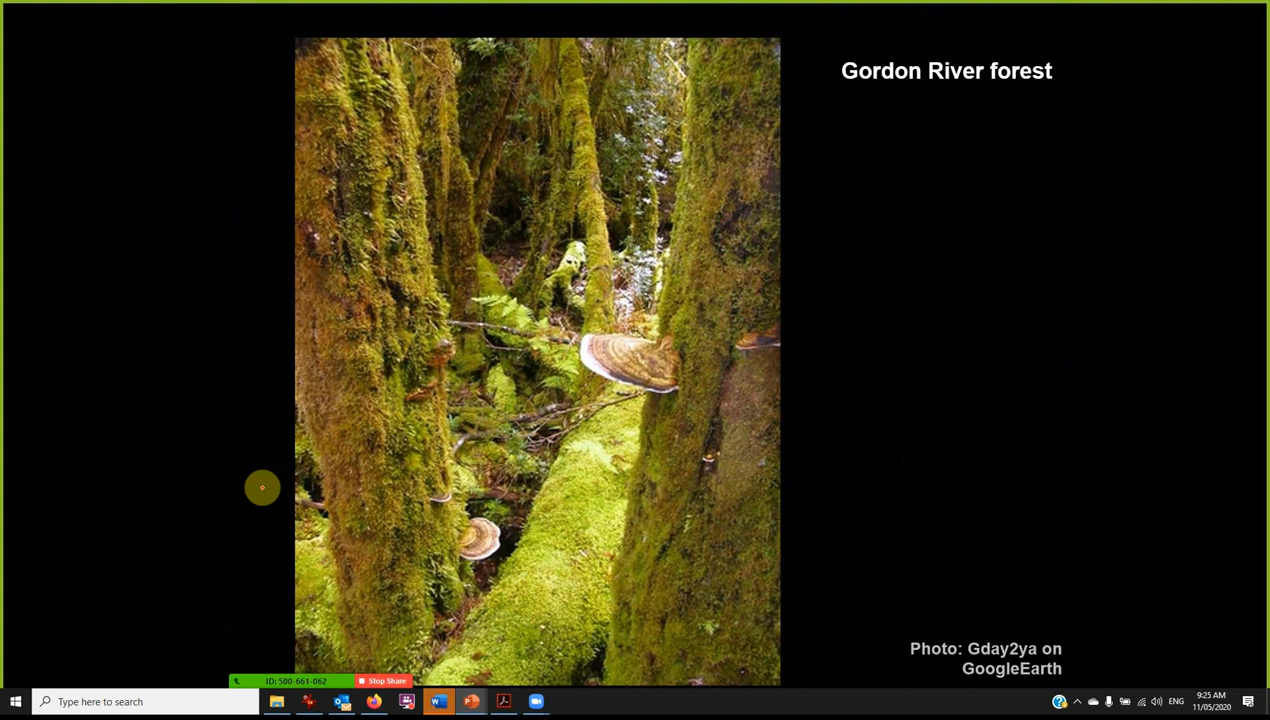 Gordon River forest
Photo: Gday2ya on
GoogleEarth
ID: 500-661-062
Stop Share
Type here to search
ENG
9:25 AM
11/05/2020